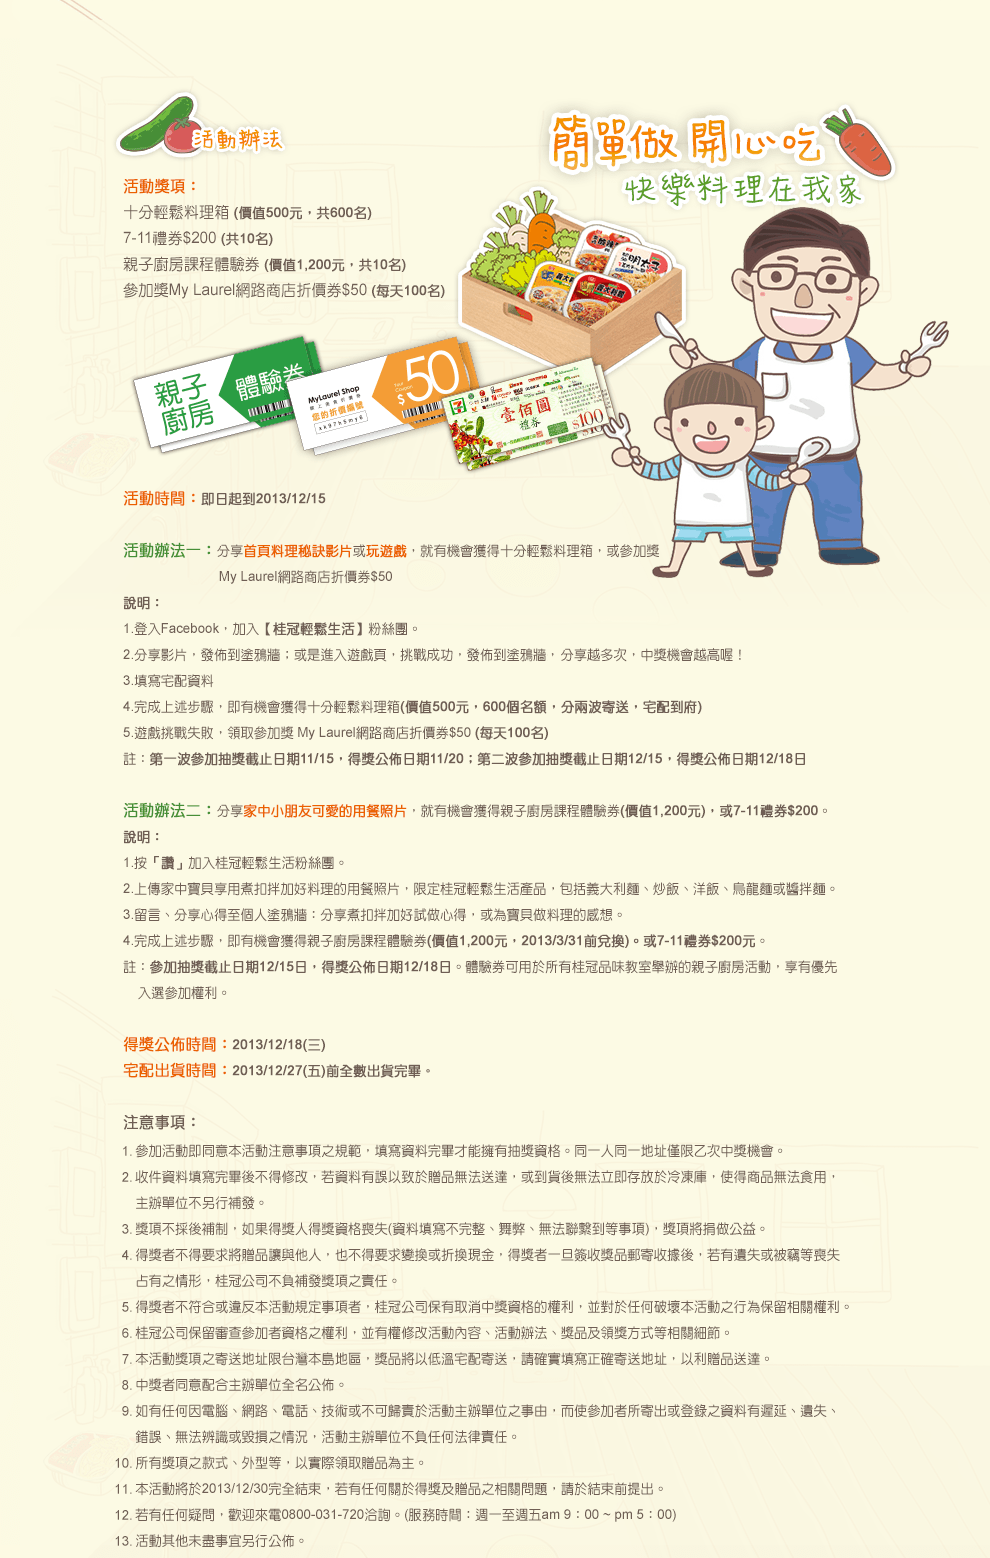 活動辦法
簡單做 開心吃
快樂料理在我家
活動獎項：
十分輕鬆料理箱 (價值500元，共600名)
7-11禮券$200 (共10名)
親子廚房課程體驗券 (價值1,200元，共10名)
參加獎My Laurel網路商店折價券$50 (每天100名)
親子
廚房
體驗券
MyLaurel Shop
您的折價編號
$50
壹佰圓
禮券
$100
活動時間：即日起到2013/12/15
活動辦法一：分享首頁料理秘訣影片或玩遊戲，就有機會獲得十分輕鬆料理箱，或參加獎
My Laurel網路商店折價券$50
說明：
1.登入Facebook，加入【桂冠輕鬆生活】粉絲團。
2.分享影片，發佈到塗鴉牆；或是進入遊戲頁，挑戰成功，發佈到塗鴉牆，分享越多次，中獎機會越高喔！
3.填寫宅配資料
4.完成上述步驟，即有機會獲得十分輕鬆料理箱(價值500元，600個名額，分兩波寄送，宅配到府)
5.遊戲挑戰失敗，領取參加獎 My Laurel網路商店折價券$50 (每天100名)
註：第一波參加抽獎截止日期11/15，得獎公佈日期11/20；第二波參加抽獎截止日期12/15，得獎公佈日期12/18日
活動辦法二：分享家中小朋友可愛的用餐照片，就有機會獲得親子廚房課程體驗券(價值1,200元)，或7-11禮券$200。
說明：
1.按「讚」加入桂冠輕鬆生活粉絲團。
2.上傳家中寶貝享用煮扣拌加好料理的用餐照片，限定桂冠輕鬆生活產品，包括義大利麵、炒飯、洋飯、烏龍麵或醬拌麵。
3.留言、分享心得至個人塗鴉牆：分享煮扣拌加好試做心得，或為寶貝做料理的感想。
4.完成上述步驟，即有機會獲得親子廚房課程體驗券(價值1,200元，2013/3/31前兌換)。或7-11禮券$200元。
註：參加抽獎截止日期12/15日，得獎公佈日期12/18日。體驗券可用於所有桂冠品味教室舉辦的親子廚房活動，享有優先
入選參加權利。
得獎公佈時間：2013/12/18(三)
宅配出貨時間：2013/12/27(五)前全數出貨完畢。
注意事項：
1. 參加活動即同意本活動注意事項之規範，填寫資料完畢才能擁有抽獎資格。同一人同一地址僅限乙次中獎機會。
2. 收件資料填寫完畢後不得修改，若資料有誤以致於贈品無法送達，或到貨後無法立即存放於冷凍庫，使得商品無法食用，
主辦單位不另行補發。
3. 獎項不採後補制，如果得獎人得獎資格喪失(資料填寫不完整、舞弊、無法聯繫到等事項)，獎項將捐做公益。
4. 得獎者不得要求將贈品讓與他人，也不得要求變換或折換現金，得獎者一旦簽收獎品郵寄收據後，若有遺失或被竊等喪失
占有之情形，桂冠公司不負補發獎項之責任。
5. 得獎者不符合或違反本活動規定事項者，桂冠公司保有取消中獎資格的權利，並對於任何破壞本活動之行為保留相關權利。
6. 桂冠公司保留審查參加者資格之權利，並有權修改活動內容、活動辦法、獎品及領獎方式等相關細節。
7. 本活動獎項之寄送地址限台灣本島地區，獎品將以低溫宅配寄送，請確實填寫正確寄送地址，以利贈品送達。
8. 中獎者同意配合主辦單位全名公佈。
9. 如有任何因電腦、網路、電話、技術或不可歸責於活動主辦單位之事由，而使參加者所寄出或登錄之資料有遲延、遺失、
錯誤、無法辨識或毀損之情況，活動主辦單位不負任何法律責任。
10. 所有獎項之款式、外型等，以實際領取贈品為主。
11. 本活動將於2013/12/30完全結束，若有任何關於得獎及贈品之相關問題，請於結束前提出。
12. 若有任何疑問，歡迎來電0800-031-720洽詢。(服務時間：週一至週五am 9：00 ~ pm 5：00)
13. 活動其他未盡事宜另行公佈。